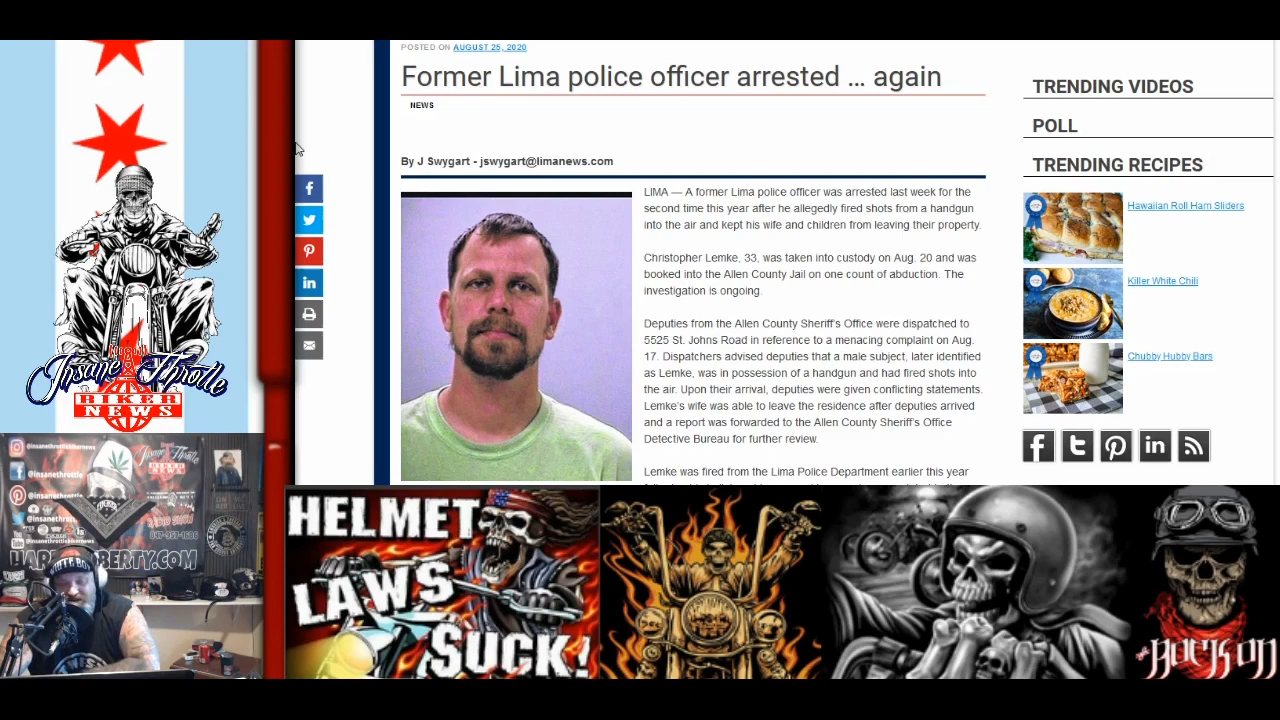 POSTED ON AUGUST 25, 2020
Former Lima police officer arrested ... again
NEWS
By J Swygart - jswygart@limanews.com
LIMA — A former Lima police officer was arrested last week for the
second time this year after he allegedly fired shots from a handgun
into the air and kept his wife and children from leaving their property.
Christopher Lemke, 33, was taken into custody on Aug. 20 and was
booked into the Allen County Jail on one count of abduction. The
investigation is ongoing.
Deputies from the Allen County Sheriff's Office were dispatched to
5525 St. Johns Road in reference to a menacing complaint on Aug.
17. Dispatchers advised deputies that a male subject, later identified
as Lemke, was in possession of a handgun and had fired shots into
the air. Upon their arrival, deputies were given conflicting statements.
Lemke's wife was able to leave the residence after deputies arrived
and a report was forwarded to the Allen County Sheriff's Office
Detective Bureau for further review.
Lemke was fired from the Lima Police Department earlier this year
TRENDING VIDEOS
POLL
TRENDING RECIPES
Hawaiian Roll Ham Sliders
Killer White Chili
Chubby Hubby Bars
Insane Throttle
BIKER
NEWS
@insanethrottlebikernews
@insanethrottle
@insanethrottle
HELMET
LAWS
SUCK!